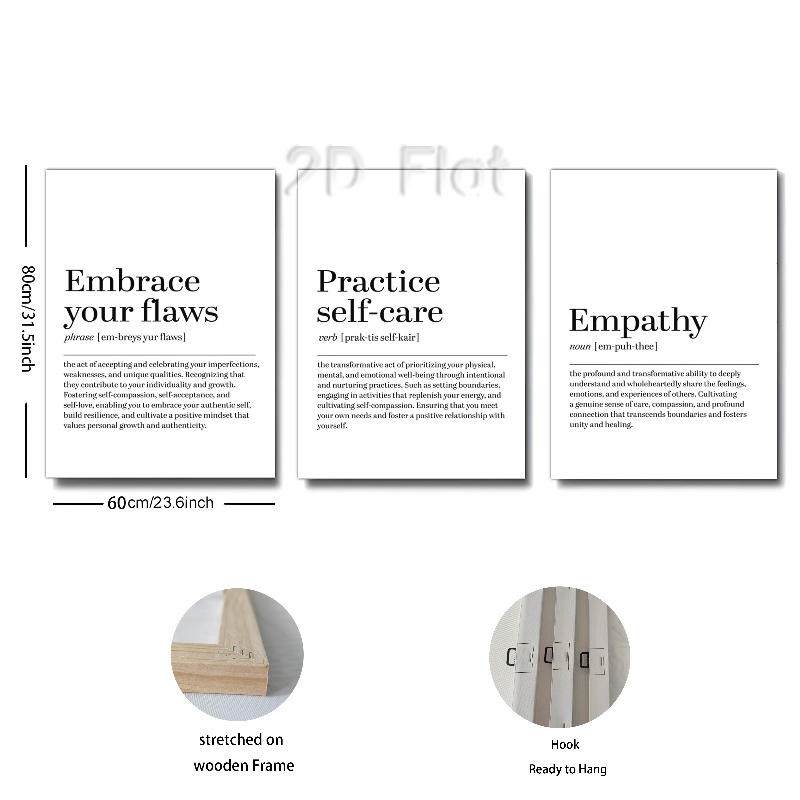 2D Flat
80cm/31.5inch
Embrace
your flaws
phrase [em-breys yur flaws]
the act of accepting and celebrating your imperfections,
weaknesses, and unique qualities. Recognizing that
they contribute to your individuality and growth.
Fostering self-compassion, self-acceptance, and
self-love, enabling you to embrace your authentic self,
build resilience, and cultivate a positive mindset that
values personal growth and authenticity.
Practice
self-care
verb [prak-tis self-kair]
the transformative act of prioritizing your physical,
mental, and emotional well-being through intentional
and nurturing practices. Such as setting boundaries,
engaging in activities that replenish your energy, and
cultivating self-compassion. Ensuring that you meet
your own needs and foster a positive relationship with
yourself.
Empathy
noun [em-puh-thee]
the profound and transformative ability to deeply
understand and wholeheartedly share the feelings,
emotions, and experiences of others. Cultivating
a genuine sense of care, compassion, and profound
connection that transcends boundaries and fosters
unity and healing.
60cm/23.6inch
stretched on
wooden Frame
Hook
Ready to Hang